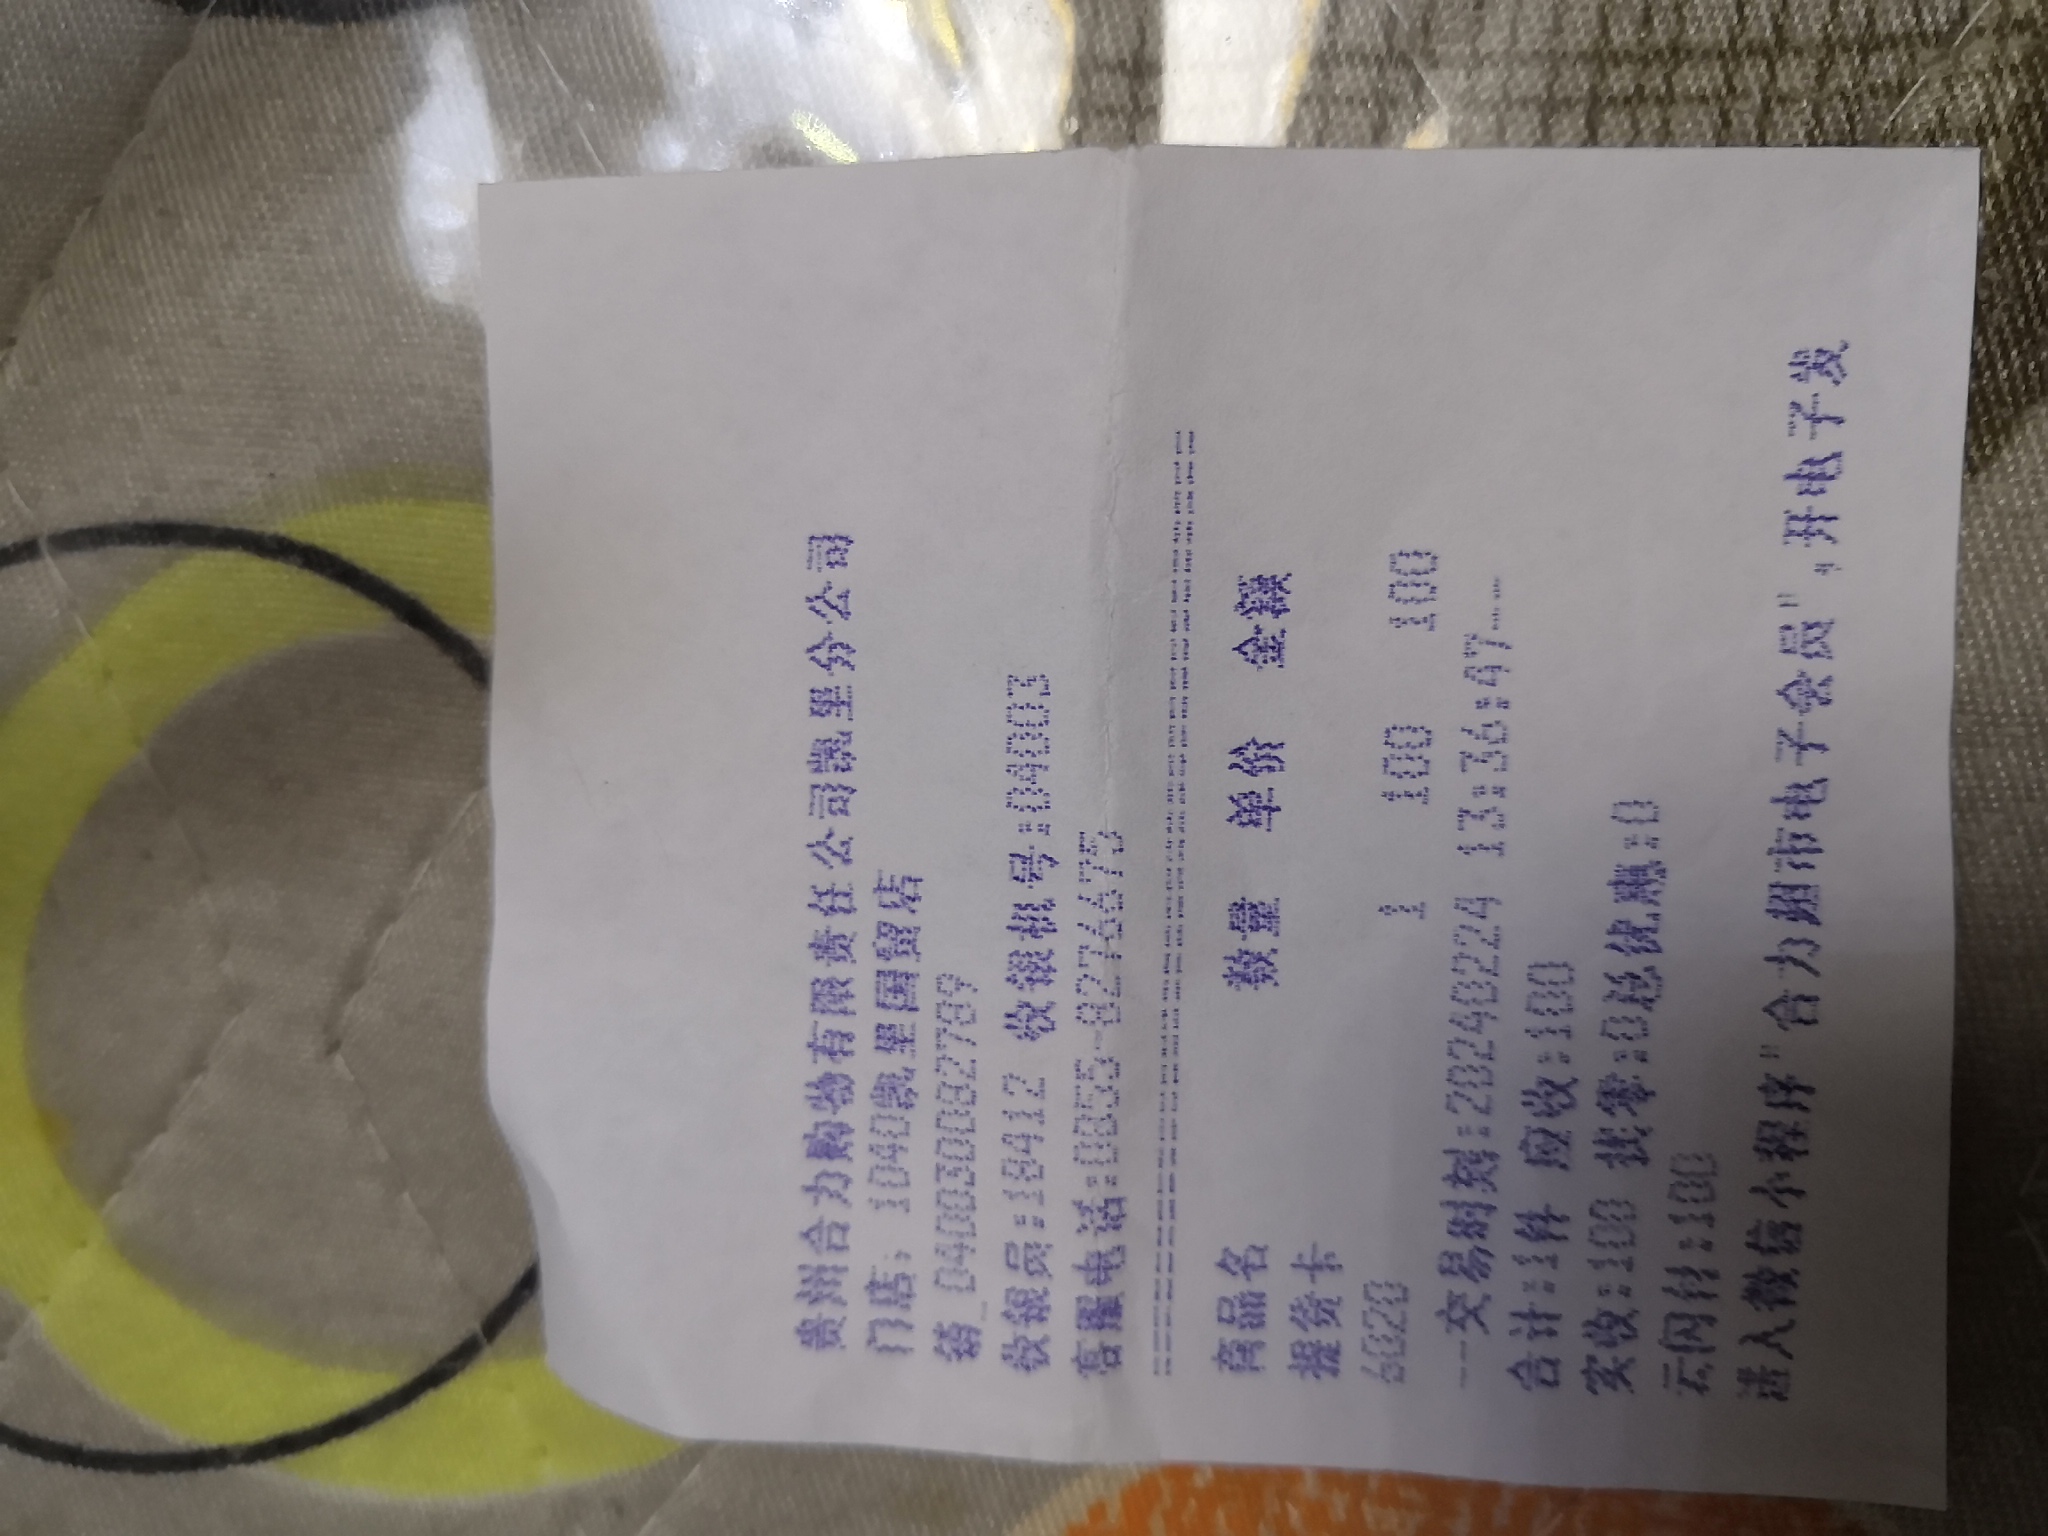 贵州合力购物有限责任公司凯里分公司
门店: 1040凯里国贸店
销_0400300827789
收银员:18412 收银机号:04003
客服电话:0855-8276675
==========================================
商品名 数量 单价 金额
提货卡
6020 1 100 100
---交易时刻:20240224 13:36:47----
合计:1件 应收:100
实收:100 找零:0总优惠:0
云闪付:100
进入微信小程序"合力超市电子会员",开电子发